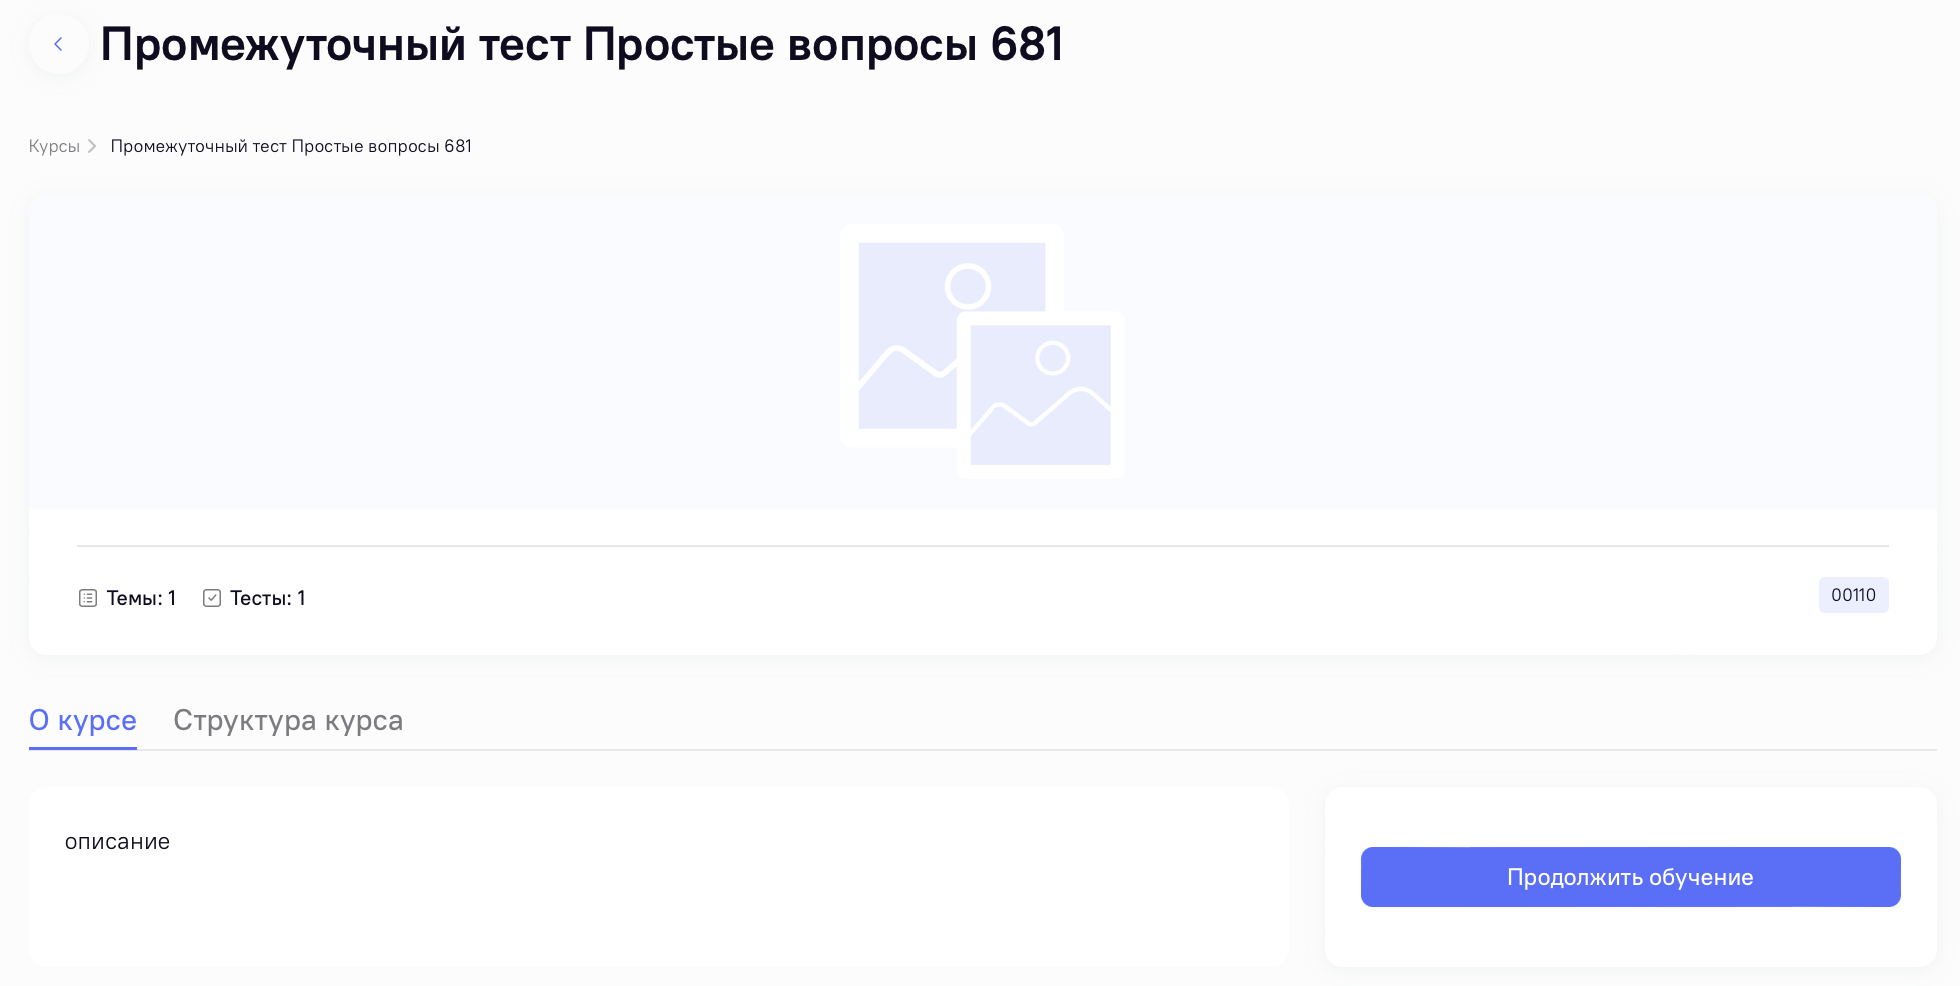 Промежуточный тест Простые вопросы 681
Курсы Промежуточный тест Простые вопросы 681
Темы: 1 Тесты: 1 00110
О курсе Структура курса
описание
Продолжить обучение